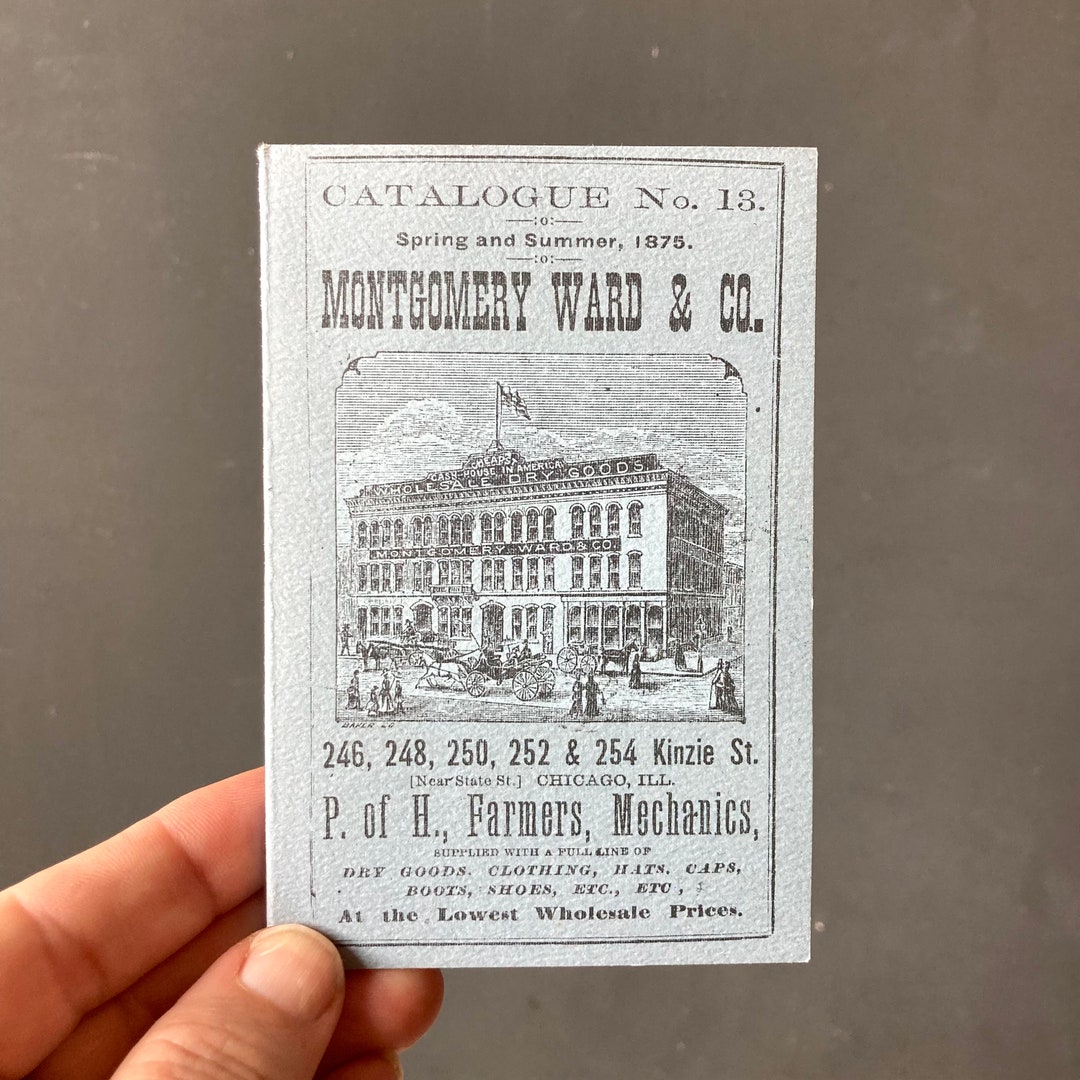 CATALOGUE No. 13.
—:o:—
Spring and Summer, 1875.
—:o:—
MONTGOMERY WARD & CO.
CASH HOUSE IN AMERICA
WHOLESALE DRY GOODS
MONTGOMERY WARD & CO.
BAKER CO
246, 248, 250, 252 & 254 Kinzie St.
[Near State St.] CHICAGO, ILL.
P. of H., Farmers, Mechanics,
SUPPLIED WITH A FULL LINE OF
DRY GOODS. CLOTHING, HATS. CAPS,
BOOTS, SHOES, ETC., ETC.,
At the Lowest Wholesale Prices.